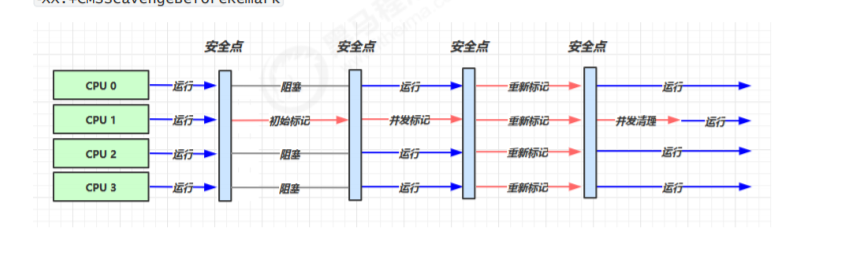 -XX:+CMSScavengeBeforeRemark
安全点 安全点 安全点 安全点
CPU 0 运行 阻塞 运行 重新标记 运行
CPU 1 运行 初始标记 并发标记 重新标记 并发清理 运行
CPU 2 运行 阻塞 运行 重新标记 运行
CPU 3 运行 阻塞 运行 重新标记 运行